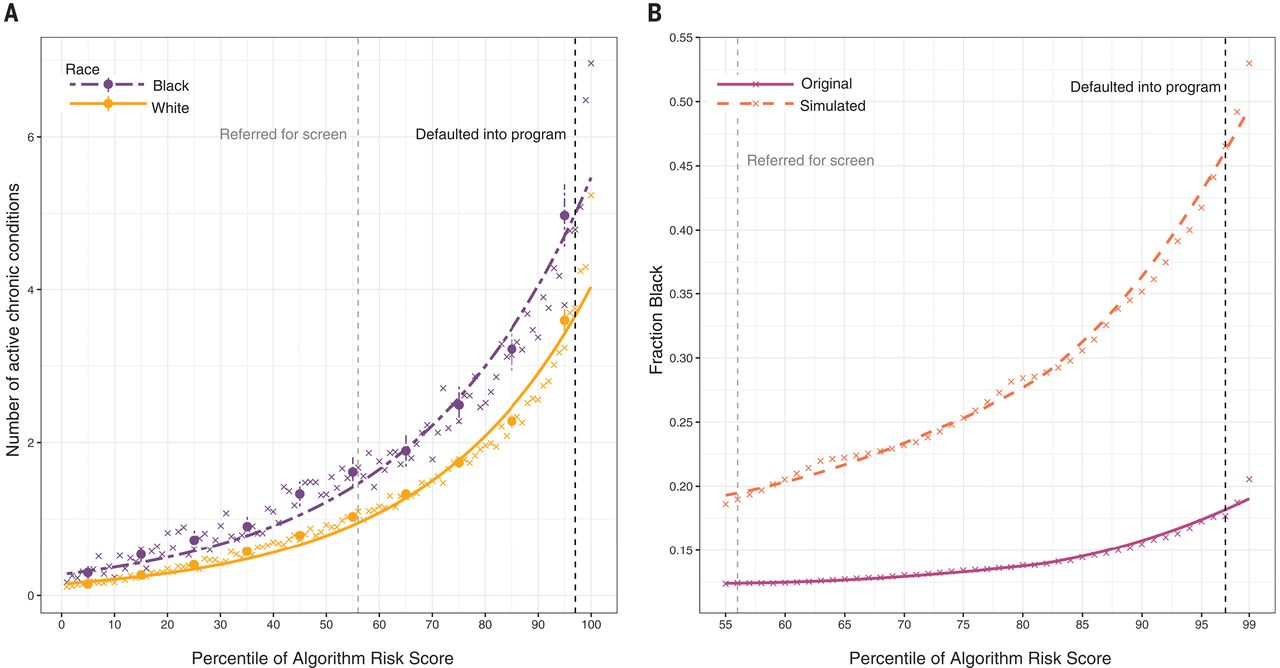 A
Race
Black
White
Referred for screen
Defaulted into program
Number of active chronic conditions
6
4
2
0
0 10 20 30 40 50 60 70 80 90 100
Percentile of Algorithm Risk Score
B
Original
Simulated
Defaulted into program
Referred for screen
Fraction Black
0.55
0.50
0.45
0.40
0.35
0.30
0.25
0.20
0.15
55 60 65 70 75 80 85 90 95 99
Percentile of Algorithm Risk Score